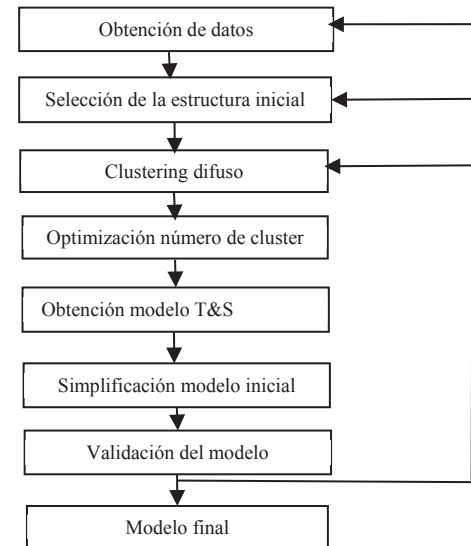 Obtención de datos
Selección de la estructura inicial
Clustering difuso
Optimización número de cluster
Obtención modelo T&S
Simplificación modelo inicial
Validación del modelo
Modelo final